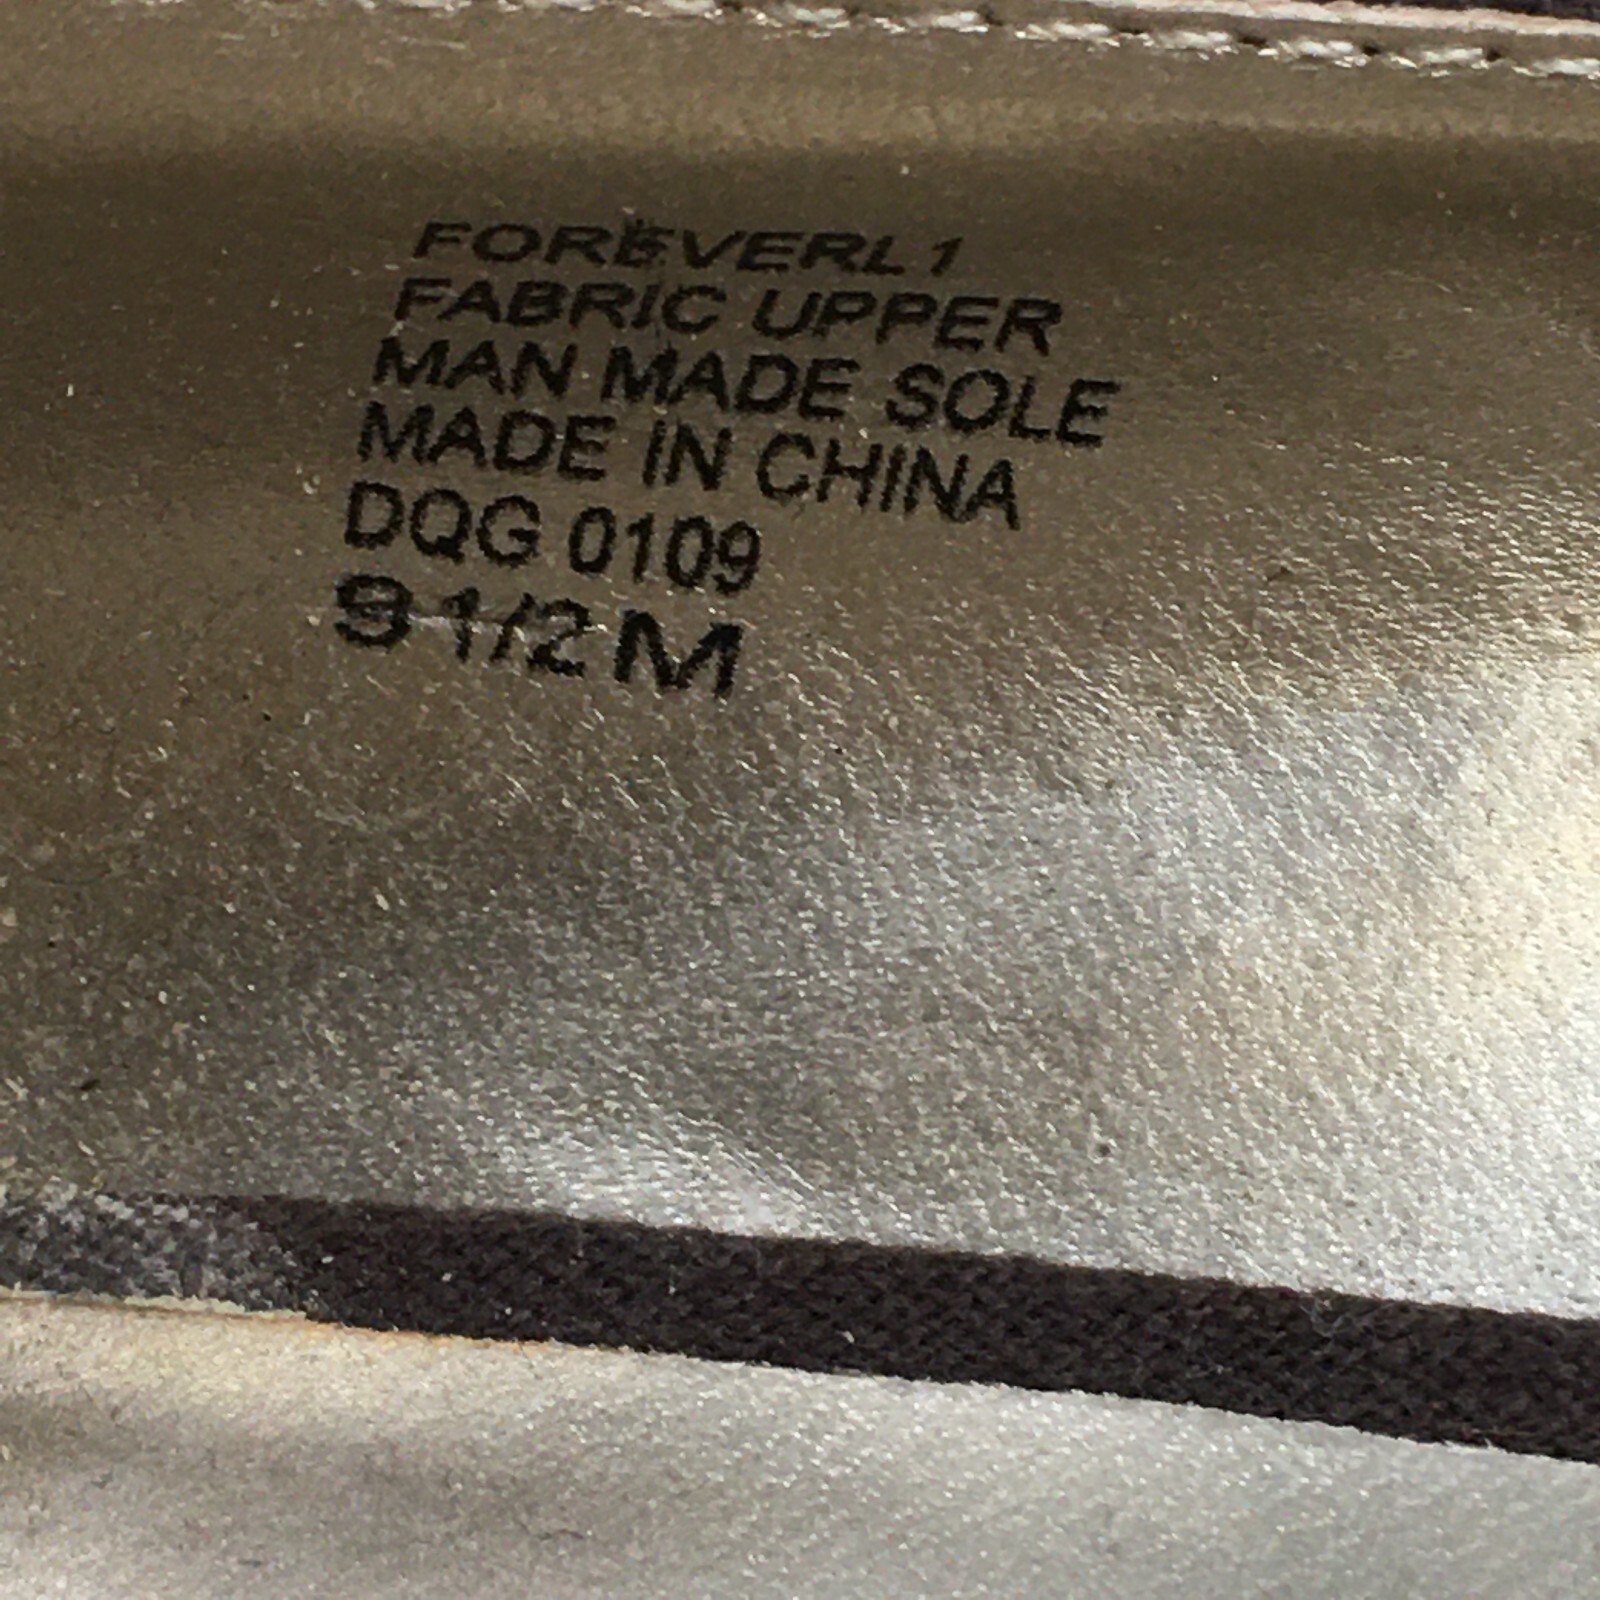 FOREVERL1
FABRIC UPPER
MAN MADE SOLE
MADE IN CHINA
DQG 0109
9 1/2 M